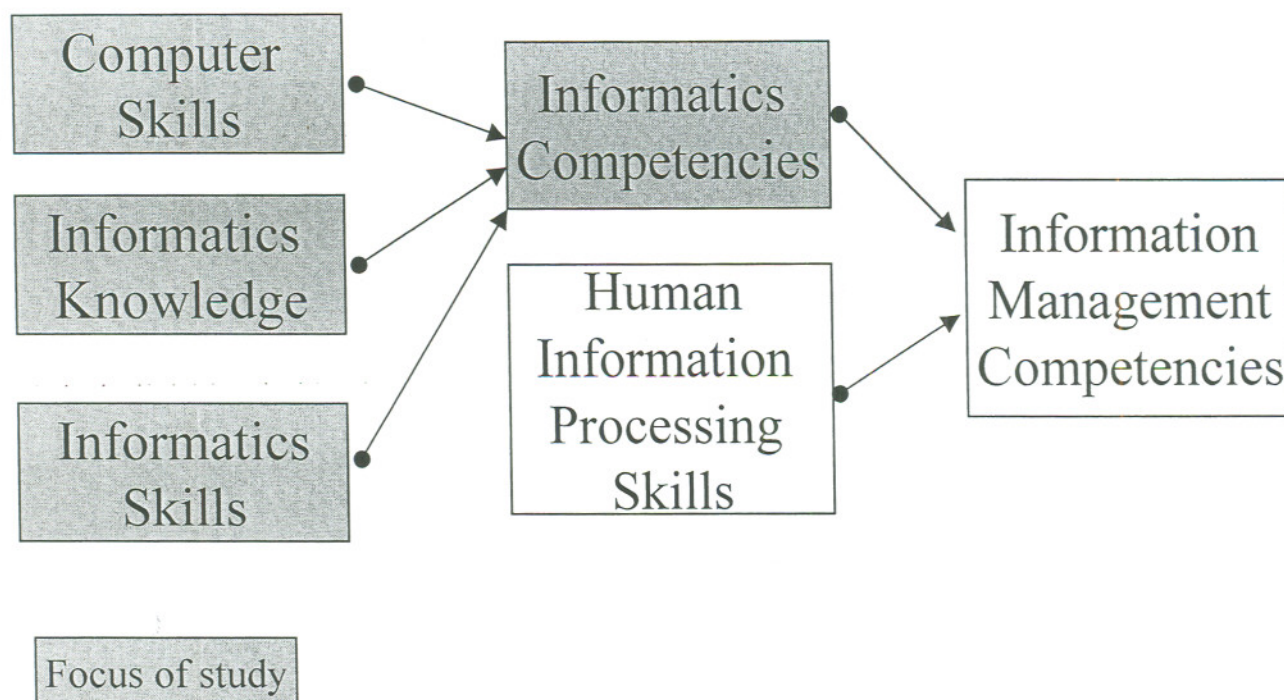 Computer
Skills
Informatics
Knowledge
Informatics
Skills
Informatics
Competencies
Human
Information
Processing
Skills
Information
Management
Competencies
Focus of study